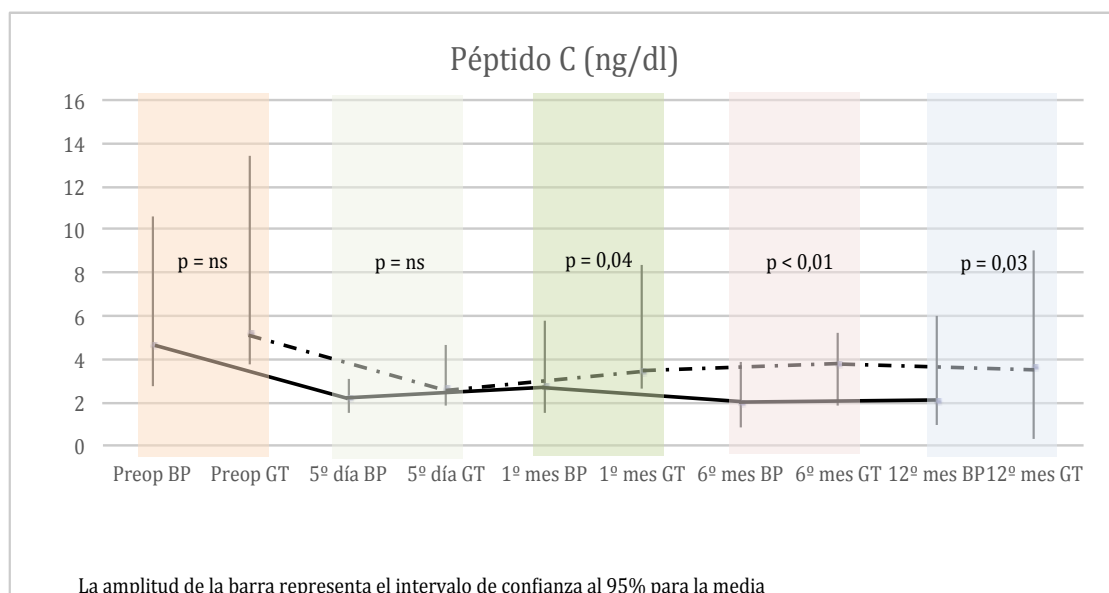 Péptido C (ng/dl)
16
14
12
10
8
6
4
2
0
p = ns
p = ns
p = 0,04
p < 0,01
p = 0,03
Preop BP
Preop GT
5º día BP
5º día GT
1º mes BP
1º mes GT
6º mes BP
6º mes GT
12º mes BP
12º mes GT
La amplitud de la barra representa el intervalo de confianza al 95% para la media